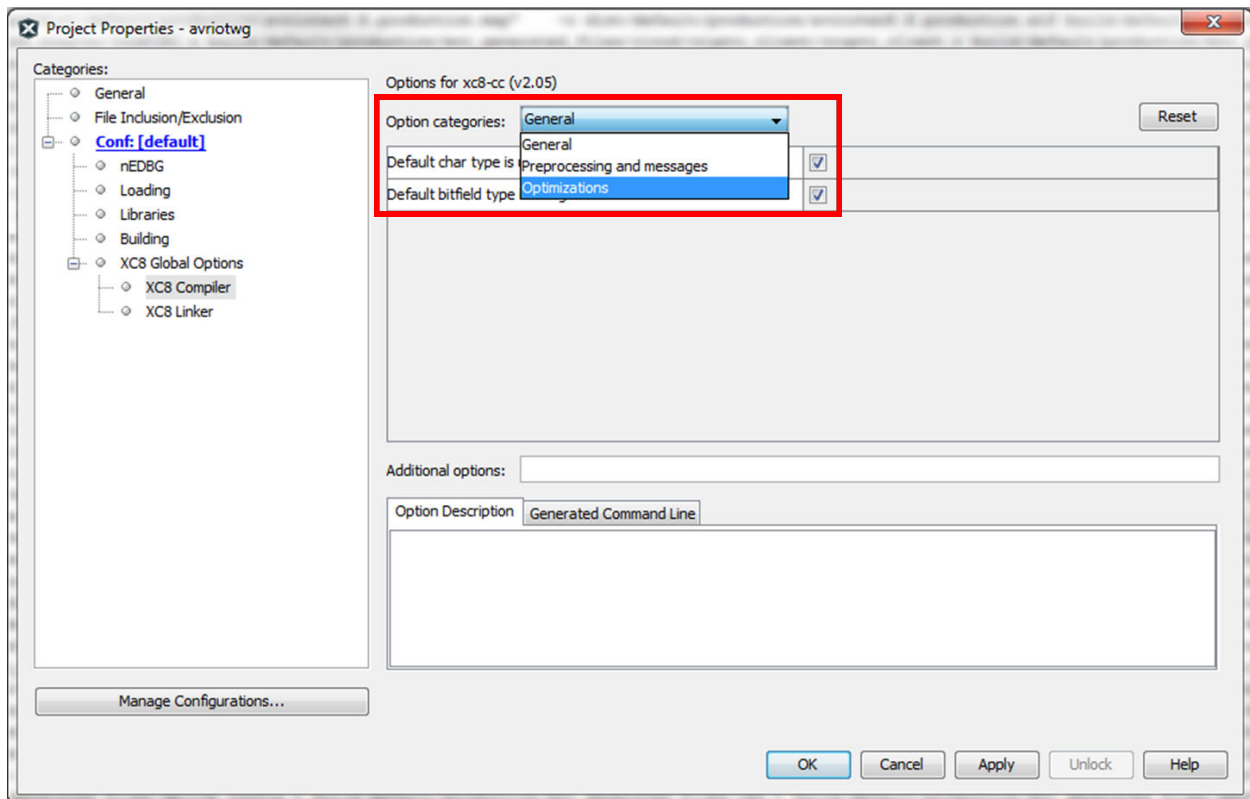 Project Properties - avriotwg
Categories:
General
File Inclusion/Exclusion
Conf: [default]
nEDBG
Loading
Libraries
Building
XC8 Global Options
XC8 Compiler
XC8 Linker
Manage Configurations...
Options for xc8-cc (v2.05)
Option categories: General
Reset
General
Preprocessing and messages
Optimizations
Default char type is
Default bitfield type
Additional options:
Option Description Generated Command Line
OK Cancel Apply Unlock Help